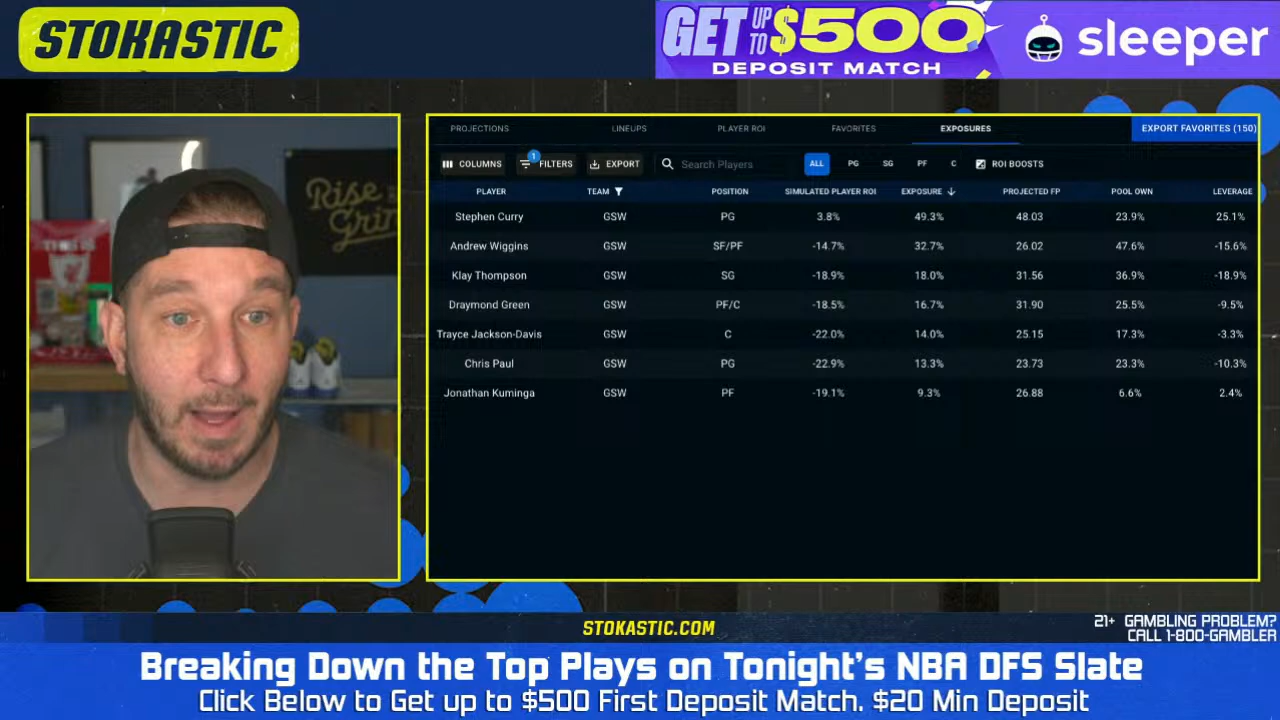 STOKASTIC
GET UP TO $500
DEPOSIT MATCH
sleeper
Rise &
Grin
THIS IS
PROJECTIONS LINEUPS PLAYER ROI FAVORITES EXPOSURES EXPORT FAVORITES (150)
COLUMNS 1 FILTERS EXPORT Search Players ALL PG SG PF C ROI BOOSTS
PLAYER TEAM POSITION SIMULATED PLAYER ROI EXPOSURE PROJECTED FP POOL OWN LEVERAGE
Stephen Curry GSW PG 3.8% 49.3% 48.03 23.9% 25.1%
Andrew Wiggins GSW SF/PF -14.7% 32.7% 26.02 47.6% -15.6%
Klay Thompson GSW SG -18.9% 18.0% 31.56 36.9% -18.9%
Draymond Green GSW PF/C -18.5% 16.7% 31.90 25.5% -9.5%
Trayce Jackson-Davis GSW C -22.0% 14.0% 25.15 17.3% -3.3%
Chris Paul GSW PG -22.9% 13.3% 23.73 23.3% -10.3%
Jonathan Kuminga GSW PF -19.1% 9.3% 26.88 6.6% 2.4%
STOKASTIC.COM
21+ GAMBLING PROBLEM?
CALL 1-800-GAMBLER
Breaking Down the Top Plays on Tonight's NBA DFS Slate
Click Below to Get up to $500 First Deposit Match. $20 Min Deposit